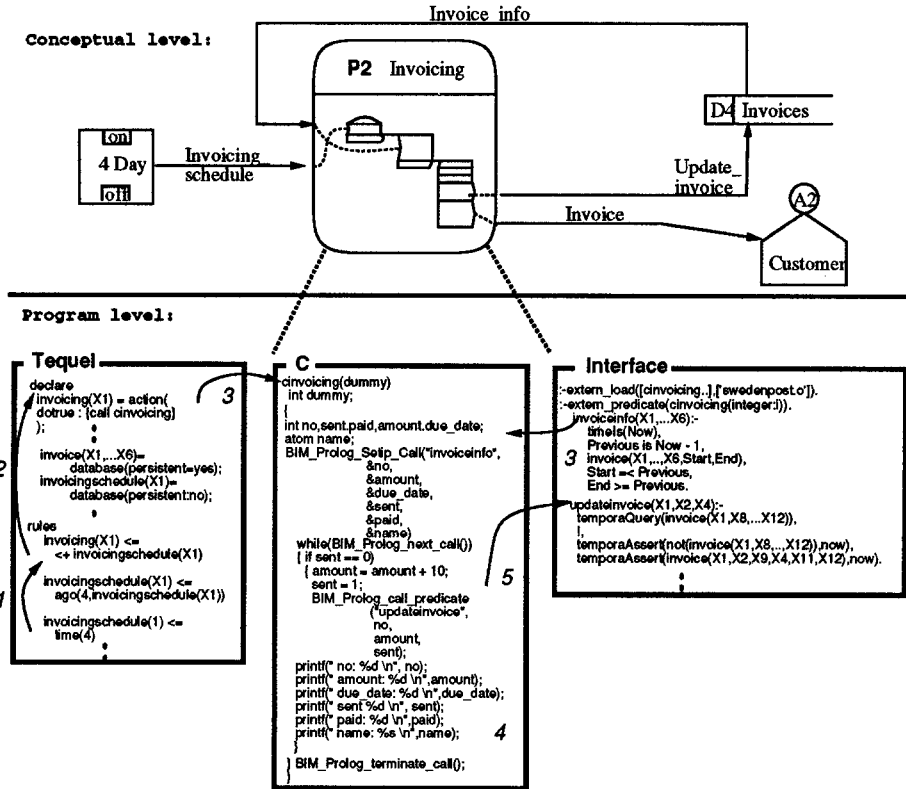 Invoice info
Conceptual level:
P2 Invoicing
D4 Invoices
on
4 Day
off
Invoicing_
schedule
Update_
invoice
Invoice
A2
Customer
Program level:
Tequel
declare
invoicing(X1) = action(
dotrue : [call cinvoicing]
);
invoice(X1,...X6)=
database(persistent=yes);
invoicingschedule(X1)=
database(persistent:no);
rules
invoicing(X1) <=
<+ invoicingschedule(X1)
invoicingschedule(X1) <=
ago(4,invoicingschedule(X1))
invoicingschedule(1) <=
time(4)
3
C
cinvoicing(dummy)
int dummy;
{
int no,sent.paid,amount.due_date;
atom name;
BIM_Prolog_Setip_Call("invoiceinfo",
&no,
&amount,
&due_date,
&sent,
&paid,
&name)
while(BIM_Prolog_next_call())
{ if sent == 0)
{ amount = amount + 10;
sent = 1;
BIM_Prolog_call_predicate
("updateinvoice",
no,
amount,
sent);
printf(" no: %d \n", no);
printf(" amount: %d \n",amount);
printf(" due_date: %d \n",due_date);
printf(" sent %d \n", sent);
printf(" paid: %d \n",paid);
printf(" name: %s \n",name);
}
} BIM_Prolog_terminate_call();
}
5
4
Interface
:-extern_load([cinvoicing..],['swedenpost.o']).
:-extern_predicate(cinvoicing(integer:i)).
invoiceinfo(X1,...X6):-
timeIs(Now),
3
Previous is Now - 1,
invoice(X1,..,X6,Start,End),
Start =< Previous,
End >= Previous.
updateinvoice(X1,X2,X4):-
temporaQuery(invoice(X1,X8,...X12)),
!,
temporaAssert(not(invoice(X1,X8,..,X12)),now),
temporaAssert(invoice(X1,X2,X9,X4,X11,X12),now).